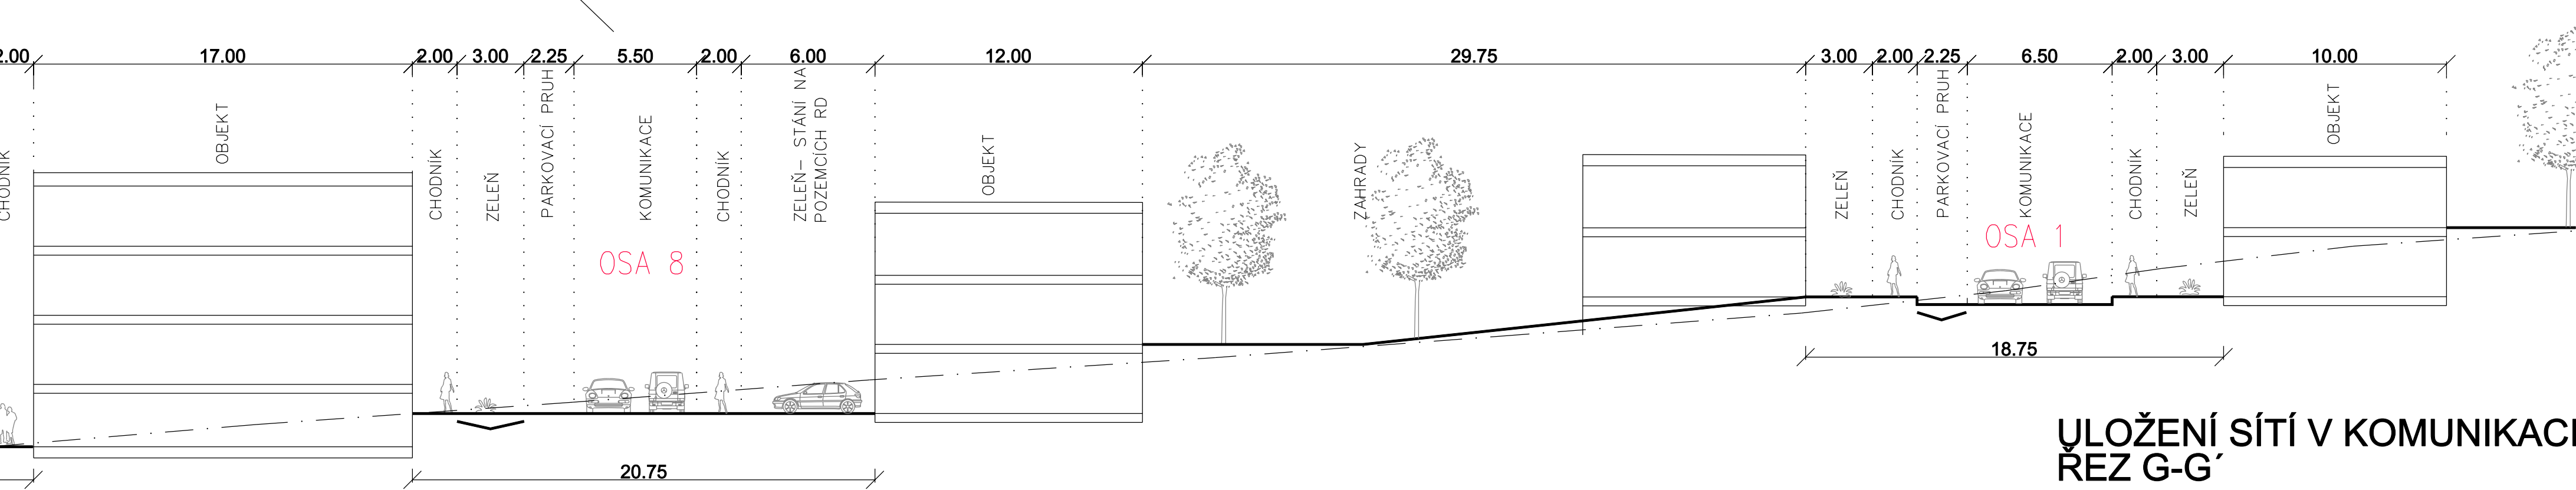 2.00 17.00 2.00 3.00 2.25 5.50 2.00 6.00 12.00 29.75 3.00 2.00 2.25 6.50 2.00 3.00 10.00
CHODNÍK
OBJEKT
CHODNÍK
ZELEŇ
PARKOVACÍ PRUH
KOMUNIKACE
CHODNÍK
ZELEŇ– STÁNÍ NA
POZEMCÍCH RD
OBJEKT
ZAHRADY
ZELEŇ
CHODNÍK
PARKOVACÍ PRUH
KOMUNIKACE
CHODNÍK
ZELEŇ
OBJEKT
OSA 8
OSA 1
18.75
20.75
ULOŽENÍ SÍTÍ V KOMUNIKACI
ŘEZ G-G´